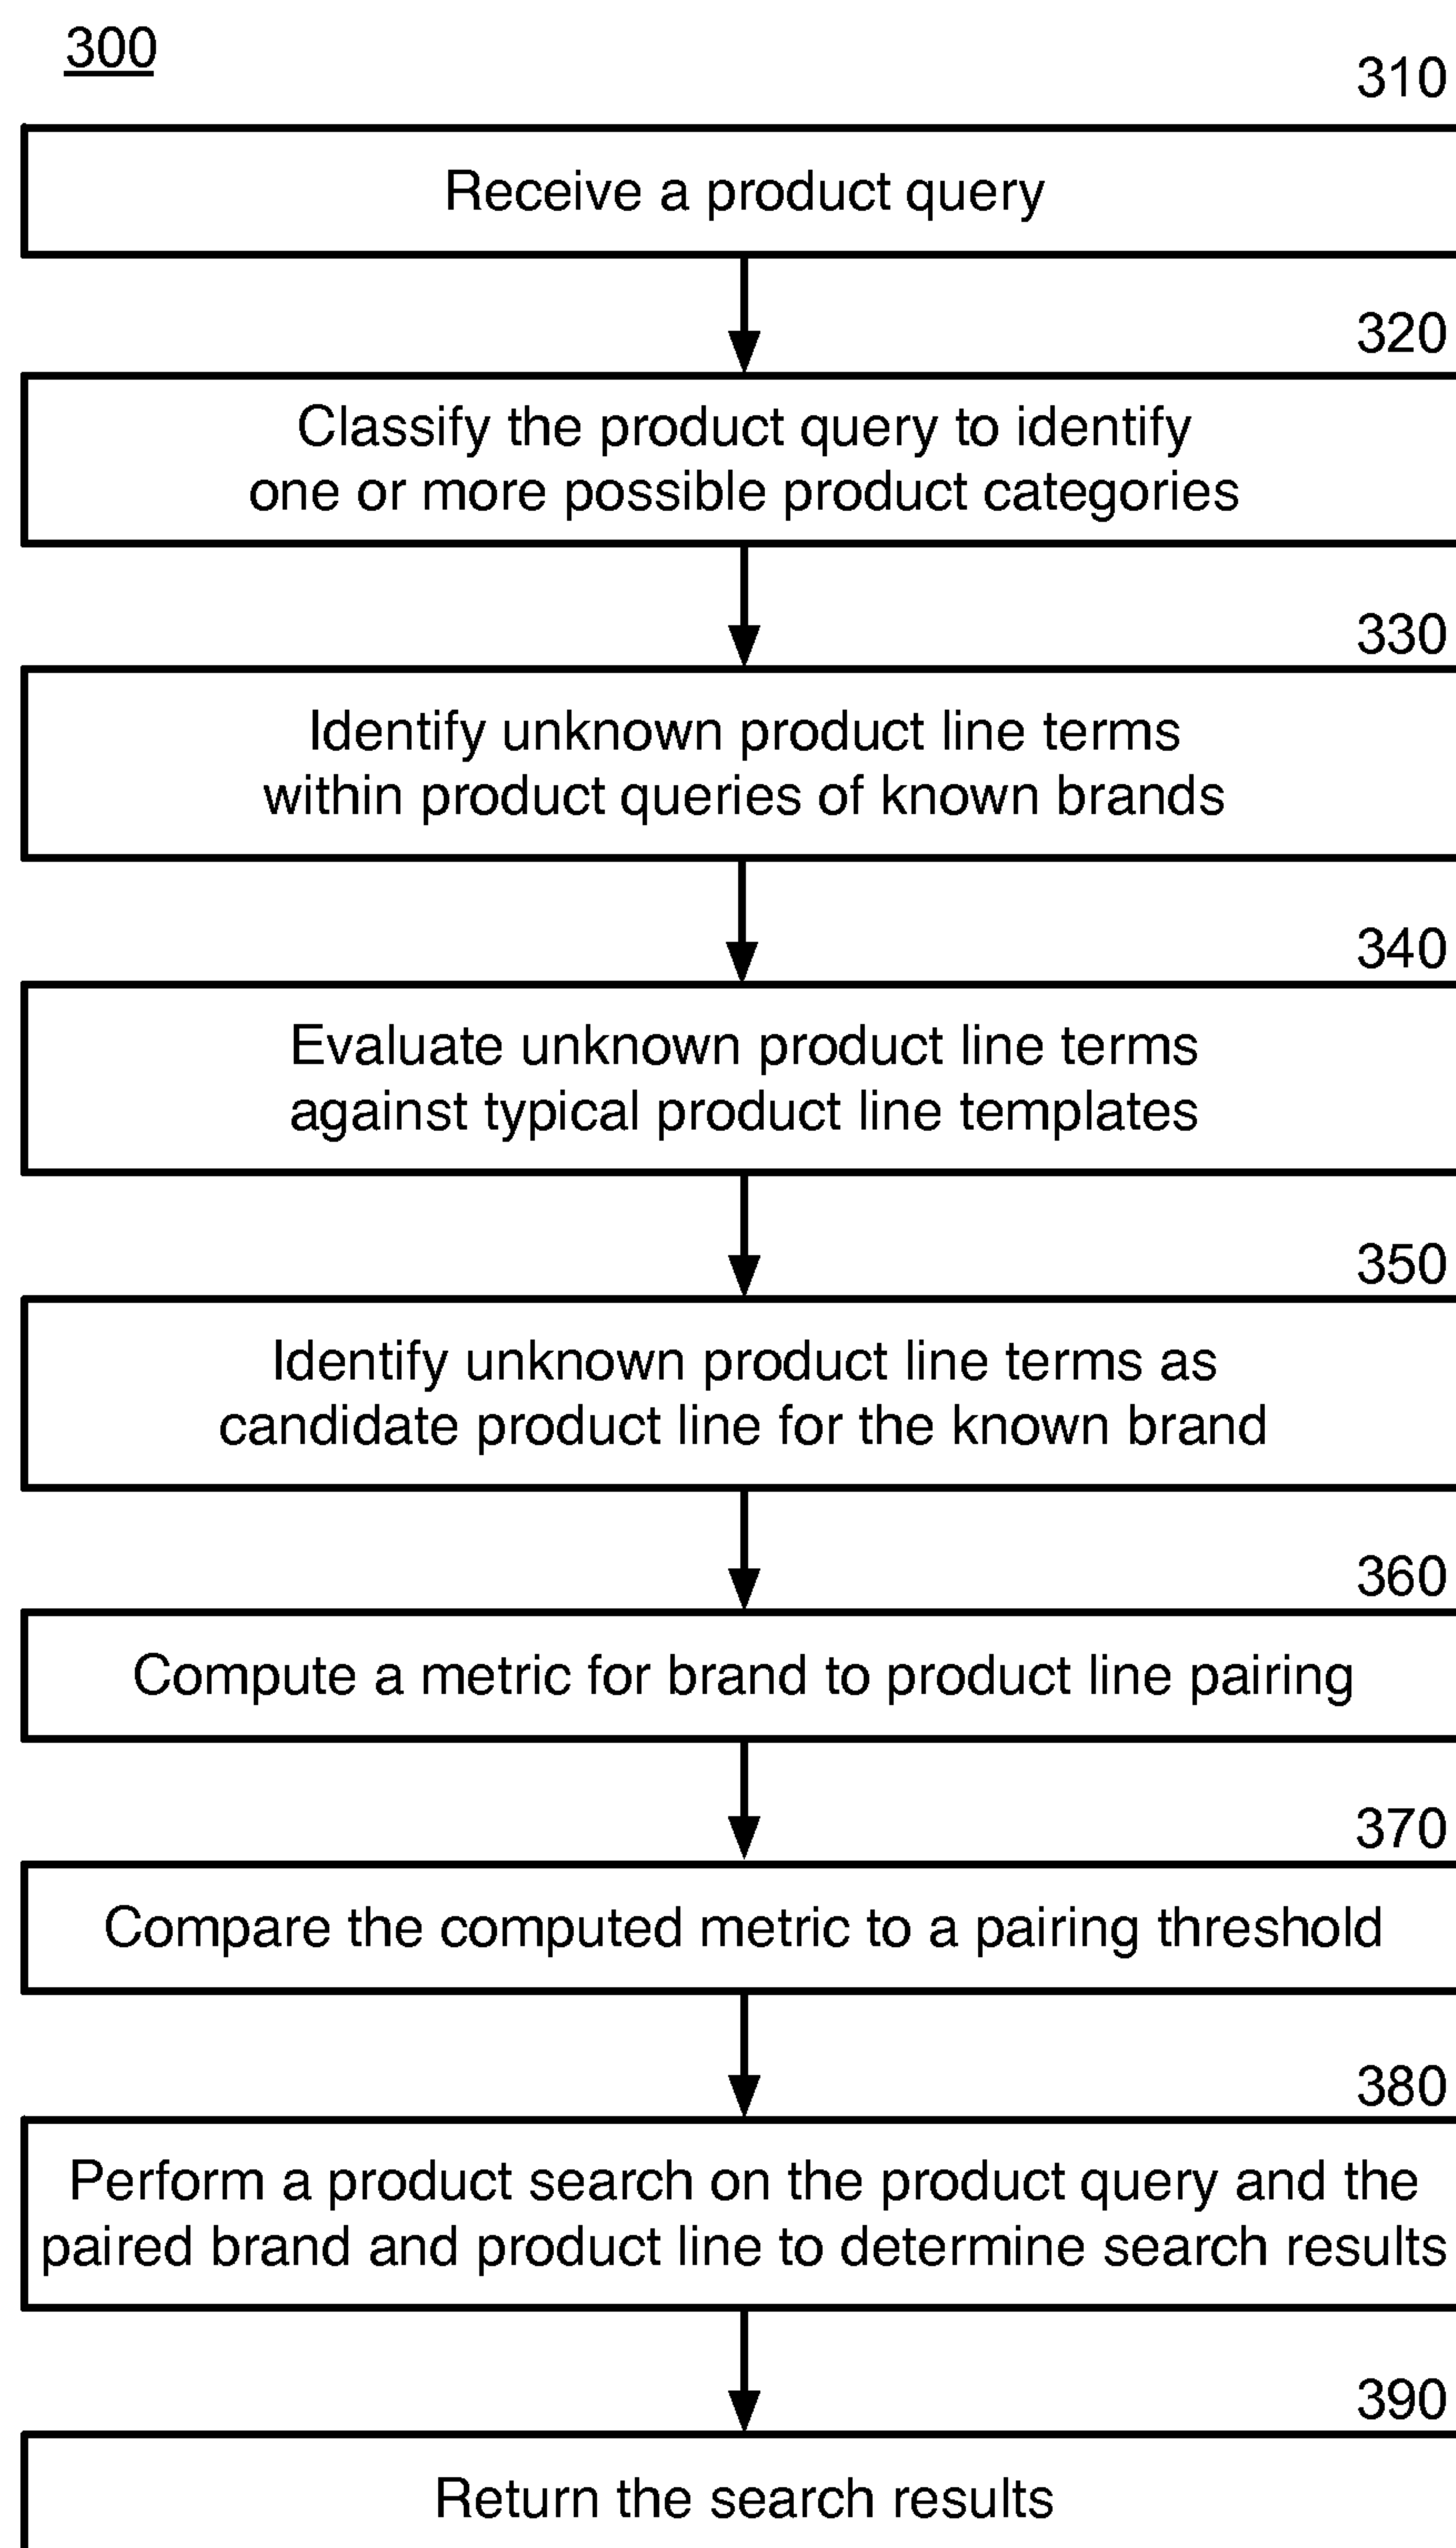 300
310
Receive a product query
320
Classify the product query to identify
one or more possible product categories
330
Identify unknown product line terms
within product queries of known brands
340
Evaluate unknown product line terms
against typical product line templates
350
Identify unknown product line terms as
candidate product line for the known brand
360
Compute a metric for brand to product line pairing
370
Compare the computed metric to a pairing threshold
380
Perform a product search on the product query and the
paired brand and product line to determine search results
390
Return the search results